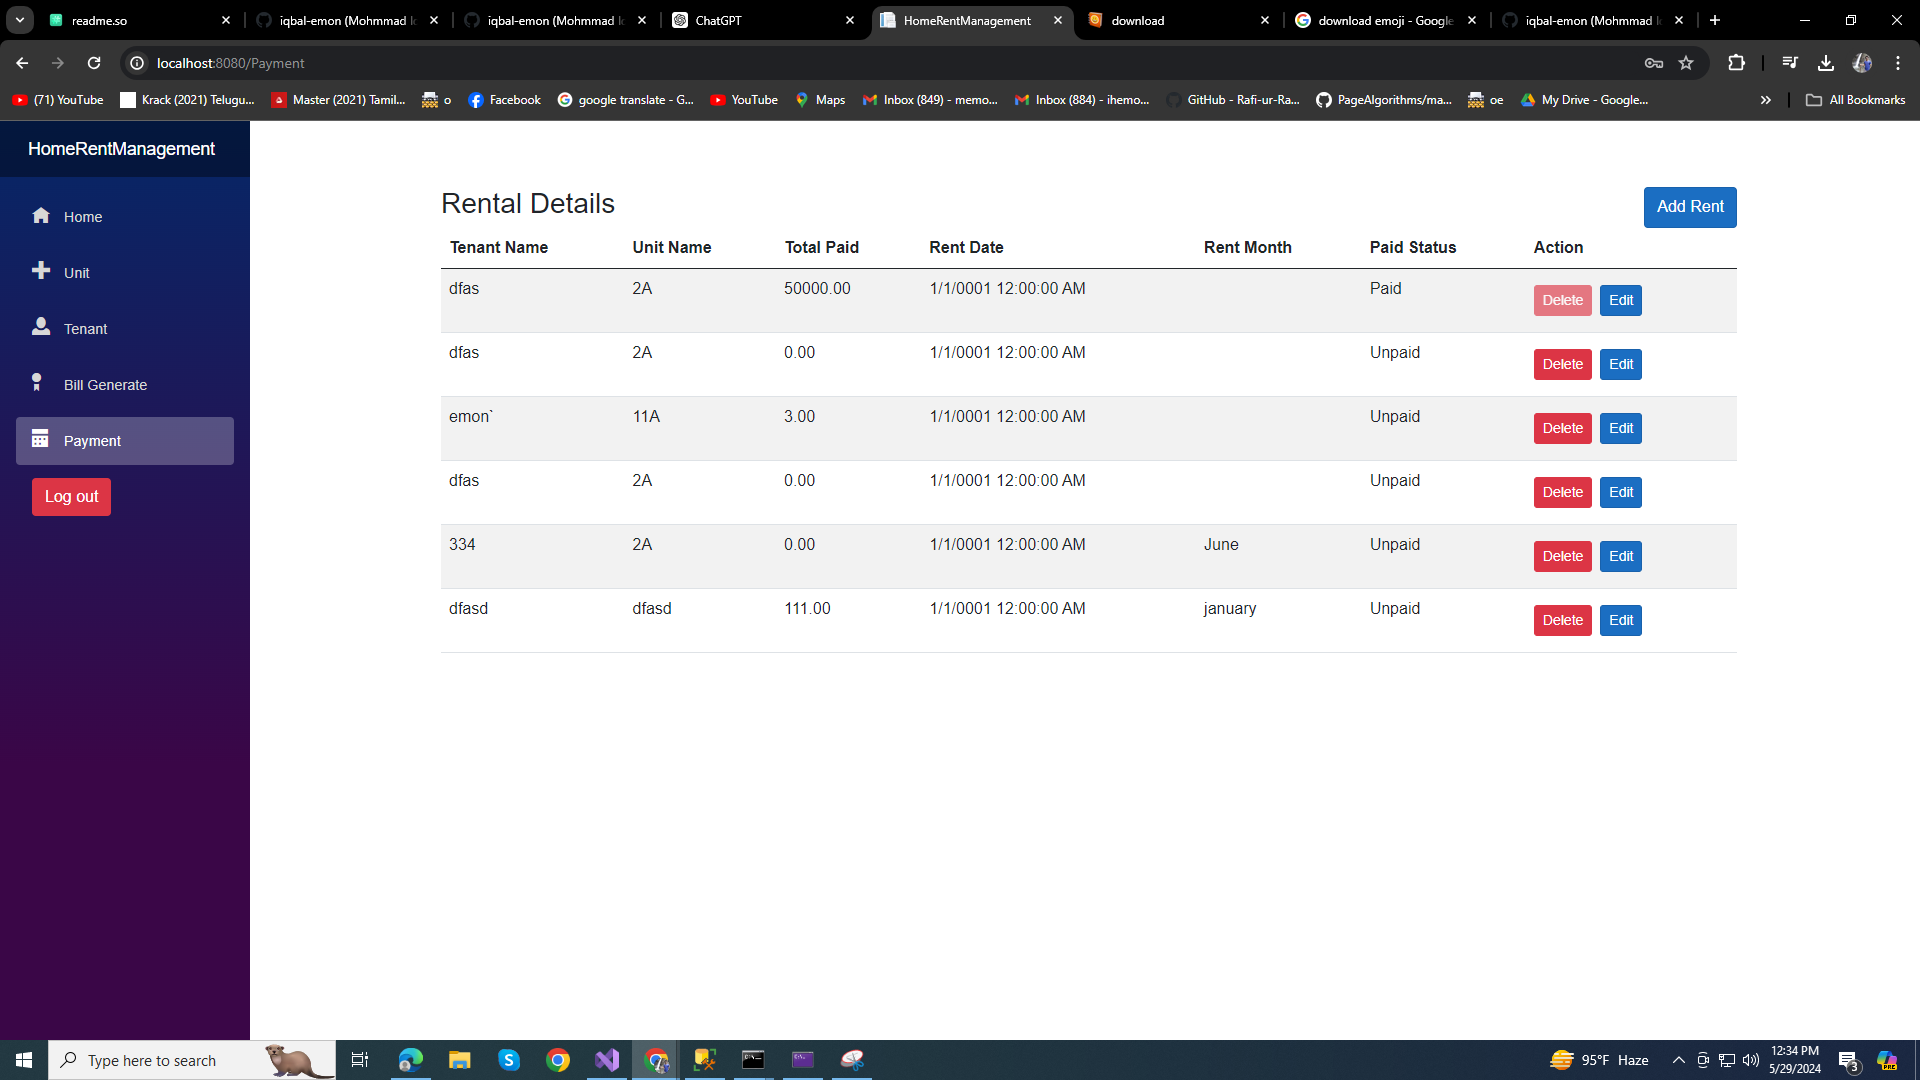 readme.so
iqbal-emon (Mohmmad Iq
iqbal-emon (Mohmmad Iq
ChatGPT
HomeRentManagement
download
download emoji - Google
iqbal-emon (Mohmmad Iq
localhost:8080/Payment
(71) YouTube
Krack (2021) Telugu...
Master (2021) Tamil...
o
Facebook
google translate - G...
YouTube
Maps
Inbox (849) - memo...
Inbox (884) - ihemo...
GitHub - Rafi-ur-Ra...
PageAlgorithms/ma...
oe
My Drive - Google...
All Bookmarks
HomeRentManagement
Home
Unit
Tenant
Bill Generate
Payment
Log out
Rental Details
Add Rent
Tenant Name Unit Name Total Paid Rent Date Rent Month Paid Status Action
dfas 2A 50000.00 1/1/0001 12:00:00 AM Paid Delete Edit
dfas 2A 0.00 1/1/0001 12:00:00 AM Unpaid Delete Edit
emon` 11A 3.00 1/1/0001 12:00:00 AM Unpaid Delete Edit
dfas 2A 0.00 1/1/0001 12:00:00 AM Unpaid Delete Edit
334 2A 0.00 1/1/0001 12:00:00 AM June Unpaid Delete Edit
dfasd dfasd 111.00 1/1/0001 12:00:00 AM january Unpaid Delete Edit
Type here to search
95°F Haze
12:34 PM
5/29/2024
3